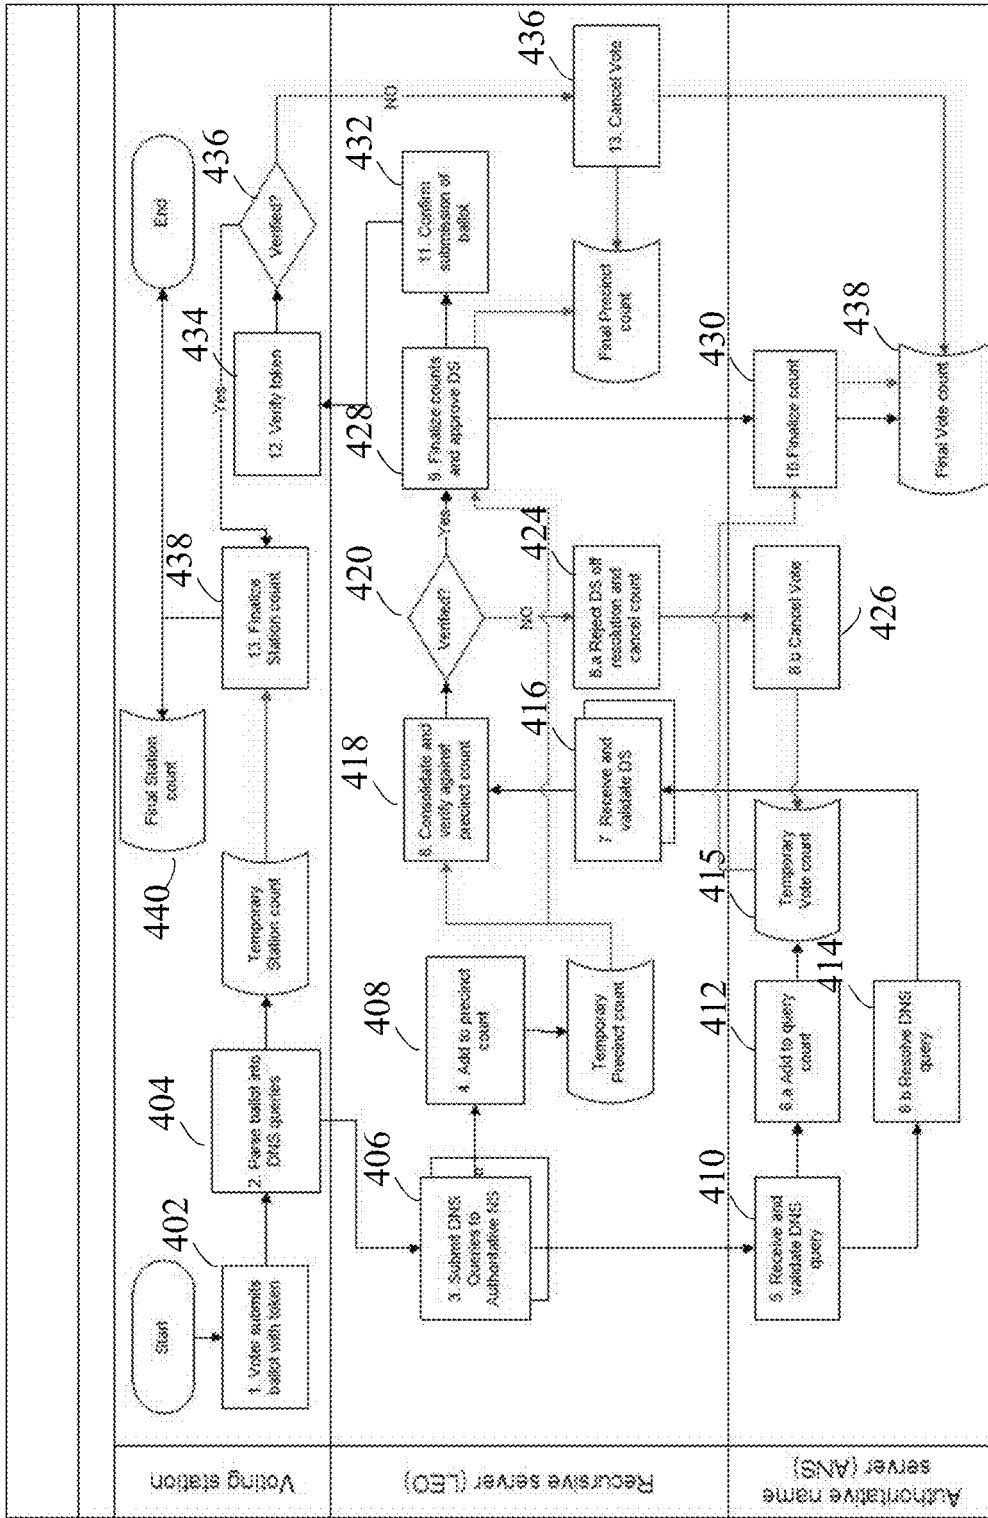 Voting station
Start
402
1. Voter submits
ballot with token
404
2. Parse ballot into
DNS queries
Temporary
Station count
440
Final Station
count
438
13. Finalize
Station count
Yes
434
12. Verify token
436
Verified?
End
NO
Recursive server (LEO)
406
3. Submit DNS
Queries to
Authoritative NS
408
4. Add to precinct
count
Temporary
Precinct count
418
8. Consolidate and
verify against
precinct count
416
7. Receive and
validate DS
420
Verified?
Yes
NO
424
8.a Reject DS off
resolution and
cancel count
428
9. Finalize counts
and approve DS
432
11. Confirm
submission of
ballot
Final Precinct
count
436
13. Cancel Vote
Authoritative name
server (ANS)
410
5. Receive and
validate DNS
query
412
6.a Add to query
count
414
6.b Resolve DNS
query
415
Temporary
Vote count
426
8.b Cancel Vote
430
10. Finalize count
438
Final Vote count